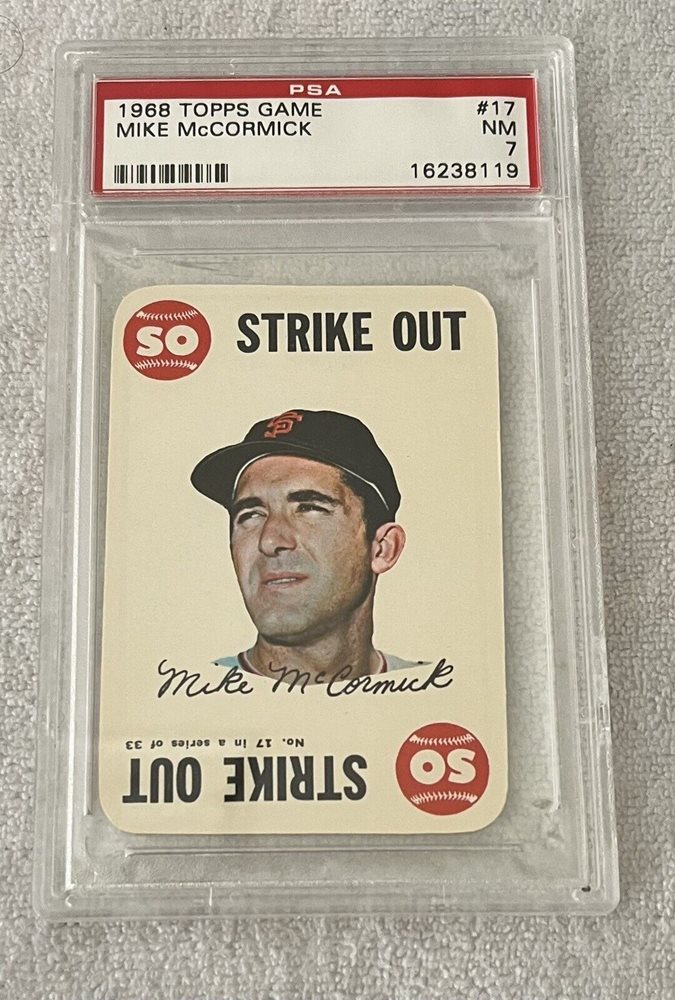 PSA
1968 TOPPS GAME #17
MIKE McCORMICK NM
7
16238119
SO STRIKE OUT
SF
Mike McCormick
No. 17 in a series of 33
STRIKE OUT SO